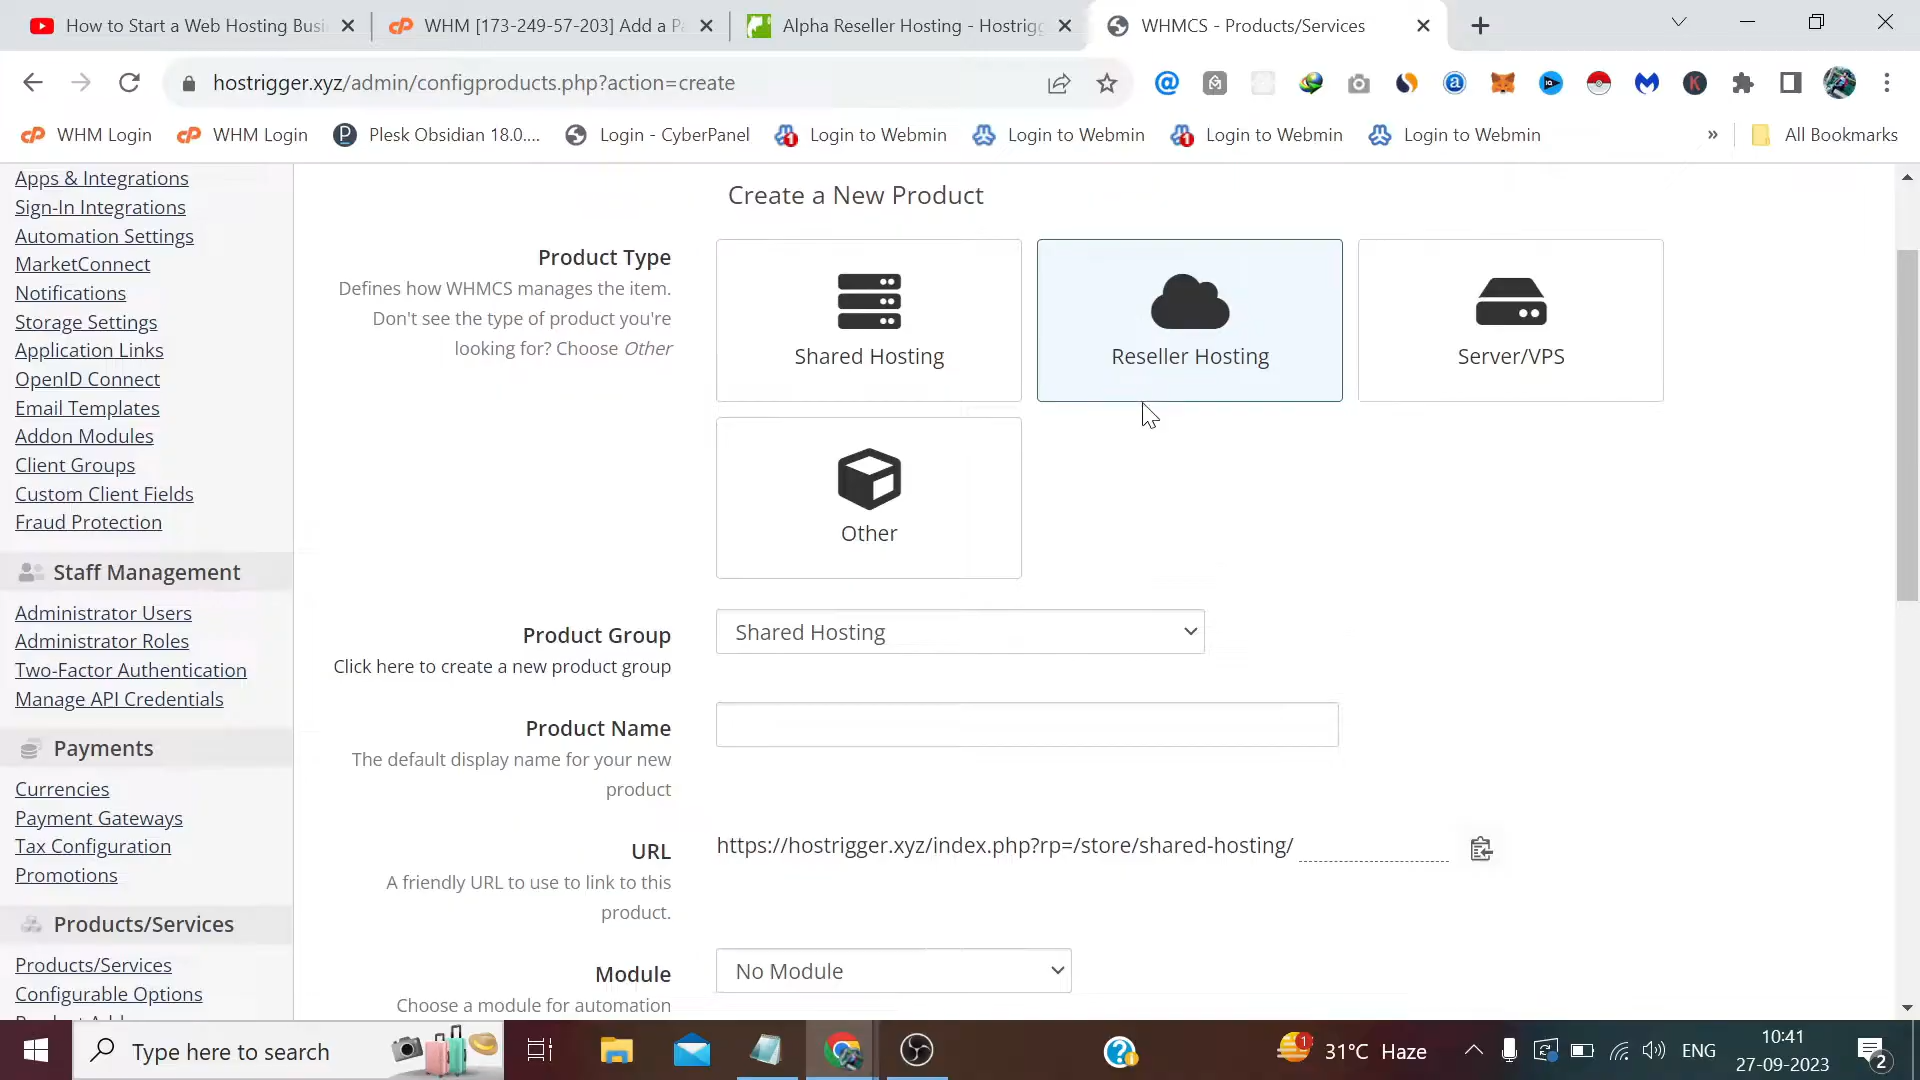 How to Start a Web Hosting Busi
WHM [173-249-57-203] Add a Pa
Alpha Reseller Hosting - Hostrigg
WHMCS - Products/Services
hostrigger.xyz/admin/configproducts.php?action=create
WHM Login
WHM Login
Plesk Obsidian 18.0....
Login - CyberPanel
Login to Webmin
Login to Webmin
Login to Webmin
Login to Webmin
»
All Bookmarks
Apps & Integrations
Sign-In Integrations
Automation Settings
MarketConnect
Notifications
Storage Settings
Application Links
OpenID Connect
Email Templates
Addon Modules
Client Groups
Custom Client Fields
Fraud Protection
Staff Management
Administrator Users
Administrator Roles
Two-Factor Authentication
Manage API Credentials
Payments
Currencies
Payment Gateways
Tax Configuration
Promotions
Products/Services
Products/Services
Configurable Options
Create a New Product
Product Type
Defines how WHMCS manages the item.
Don't see the type of product you're
looking for? Choose Other
Shared Hosting
Reseller Hosting
Server/VPS
Other
Product Group
Click here to create a new product group
Shared Hosting
Product Name
The default display name for your new
product
URL
A friendly URL to use to link to this
product.
https://hostrigger.xyz/index.php?rp=/store/shared-hosting/
Module
Choose a module for automation
No Module
Type here to search
31°C Haze
ENG
10:41
27-09-2023
2